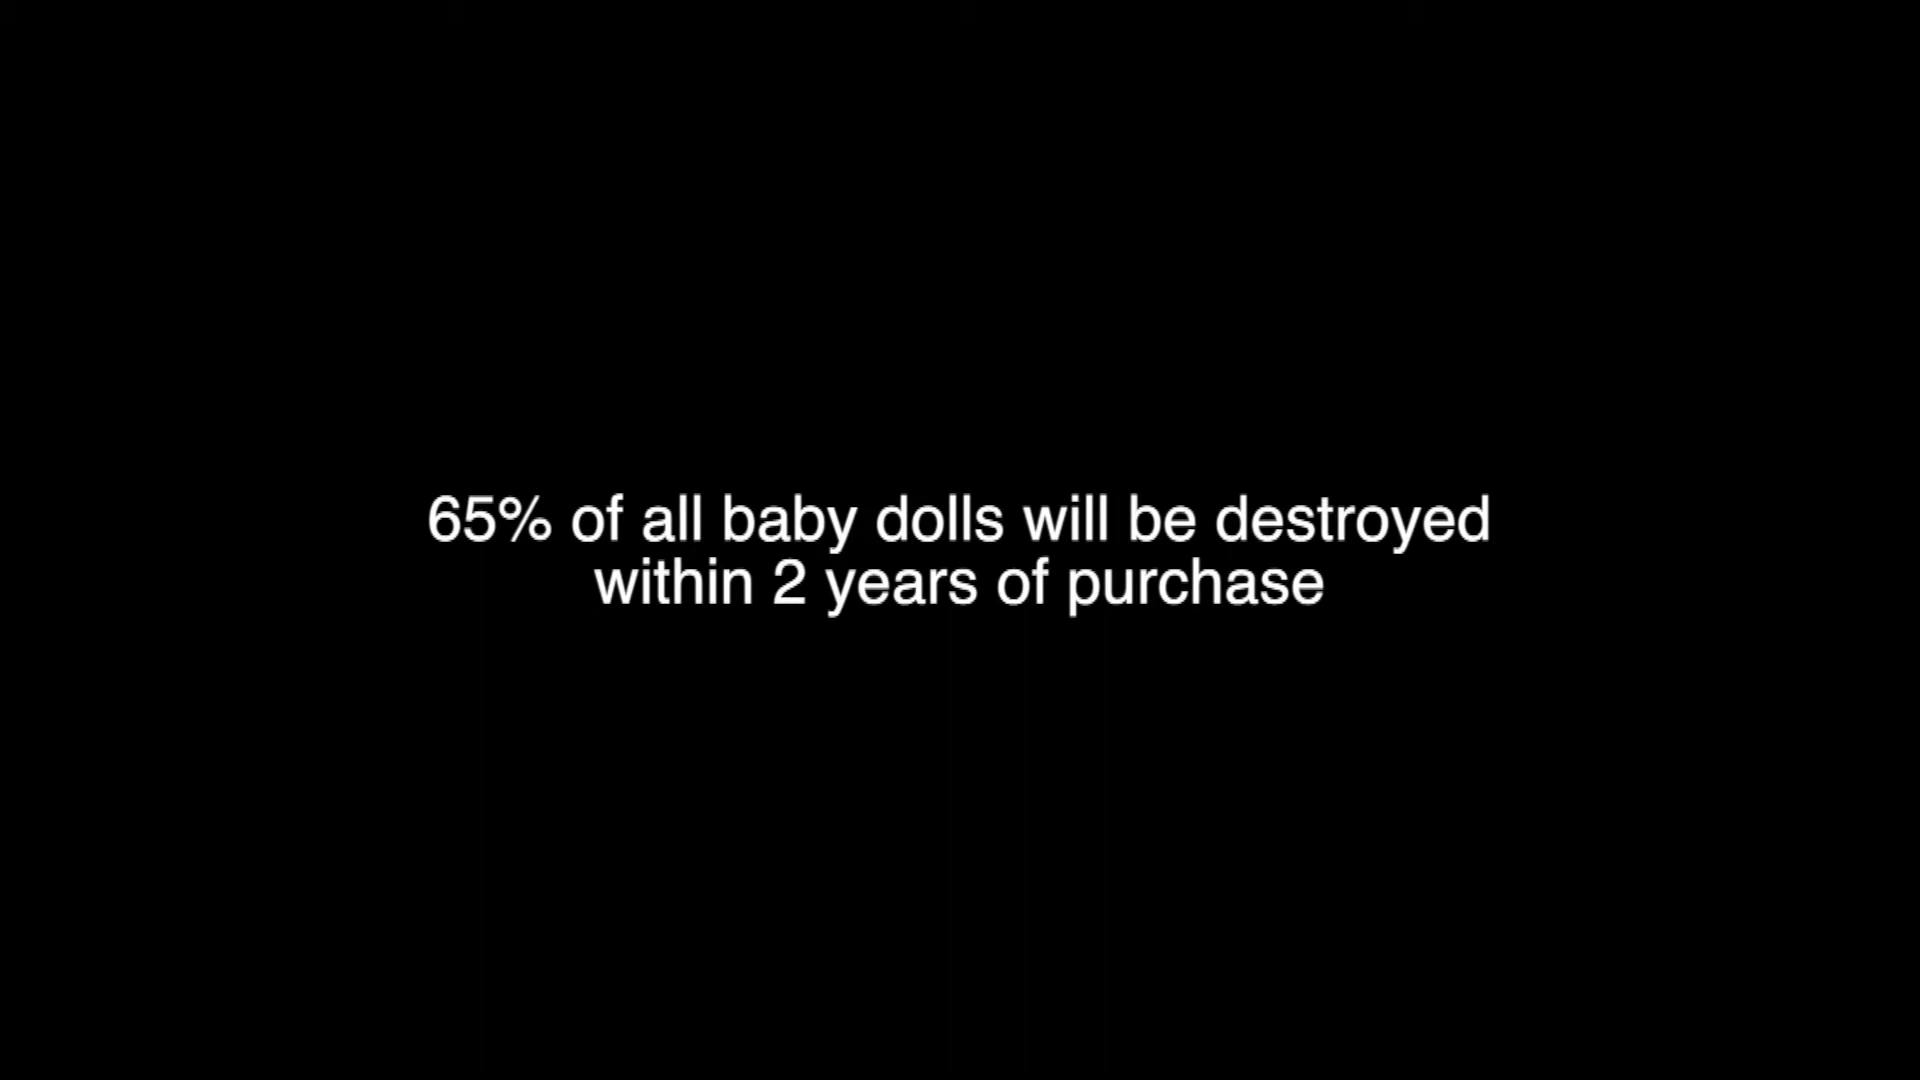 65% of all baby dolls will be destroyed
within 2 years of purchase